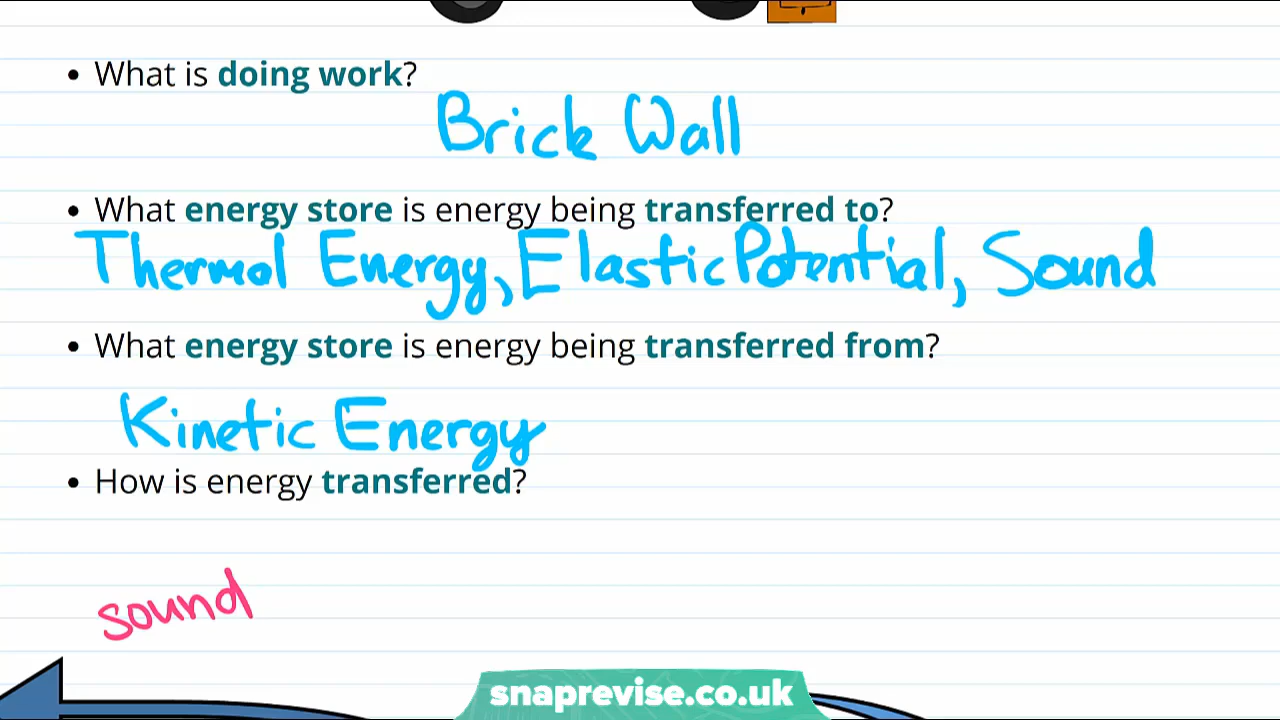 • What is doing work?
Brick Wall
• What energy store is energy being transferred to?
Thermal Energy, Elastic Potential, Sound
• What energy store is energy being transferred from?
Kinetic Energy
• How is energy transferred?
sound
snaprevise.co.uk